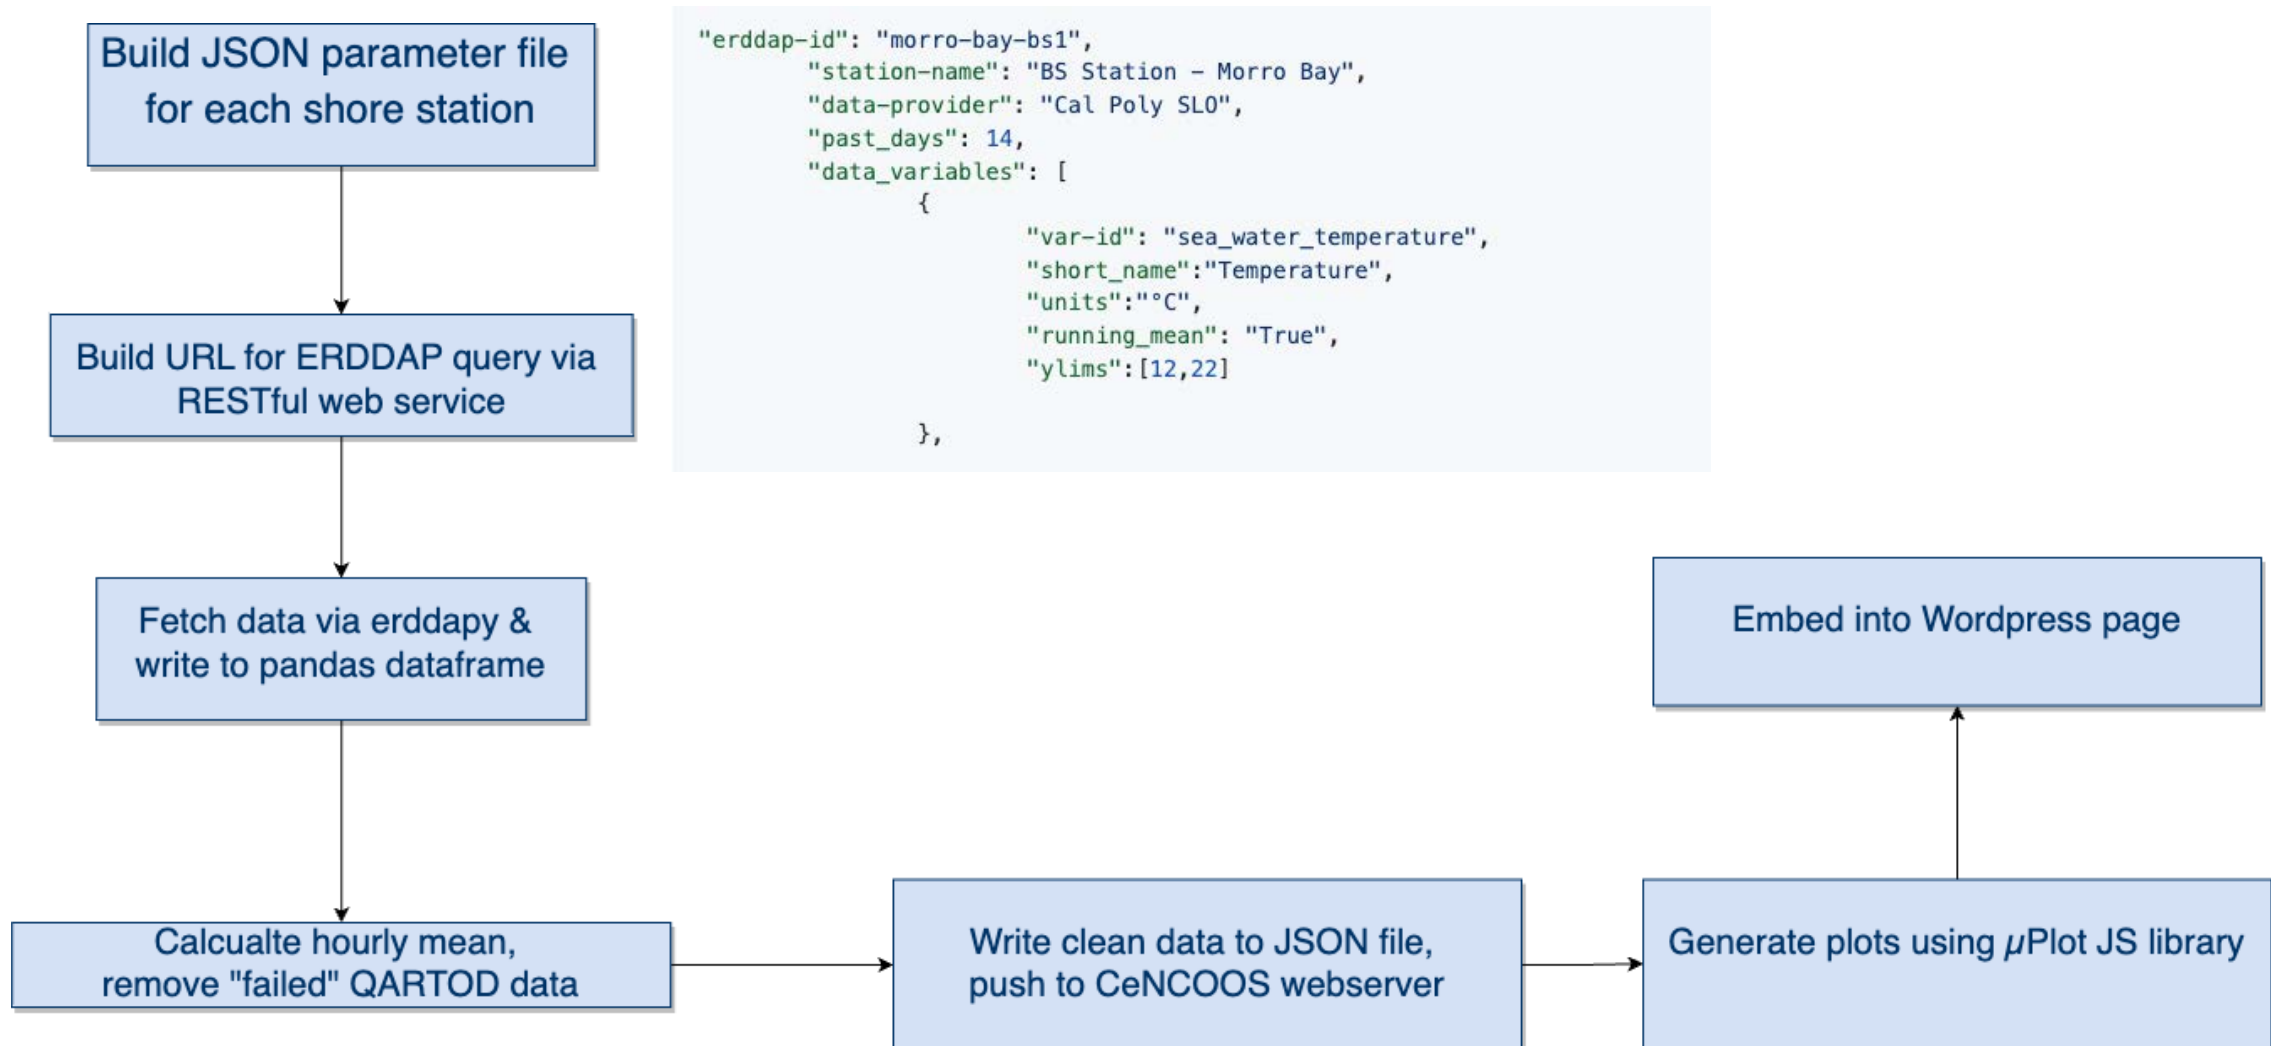 Build JSON parameter file
for each shore station
"erddap-id": "morro-bay-bs1",
"station-name": "BS Station – Morro Bay",
"data-provider": "Cal Poly SLO",
"past_days": 14,
"data_variables": [
{
"var-id": "sea_water_temperature",
"short_name":"Temperature",
"units":"°C",
"running_mean": "True",
"ylims":[12,22]
},
Build URL for ERDDAP query via
RESTful web service
Fetch data via erddapy &
write to pandas dataframe
Calcualte hourly mean,
remove "failed" QARTOD data
Write clean data to JSON file,
push to CeNCOOS webserver
Generate plots using µPlot JS library
Embed into Wordpress page